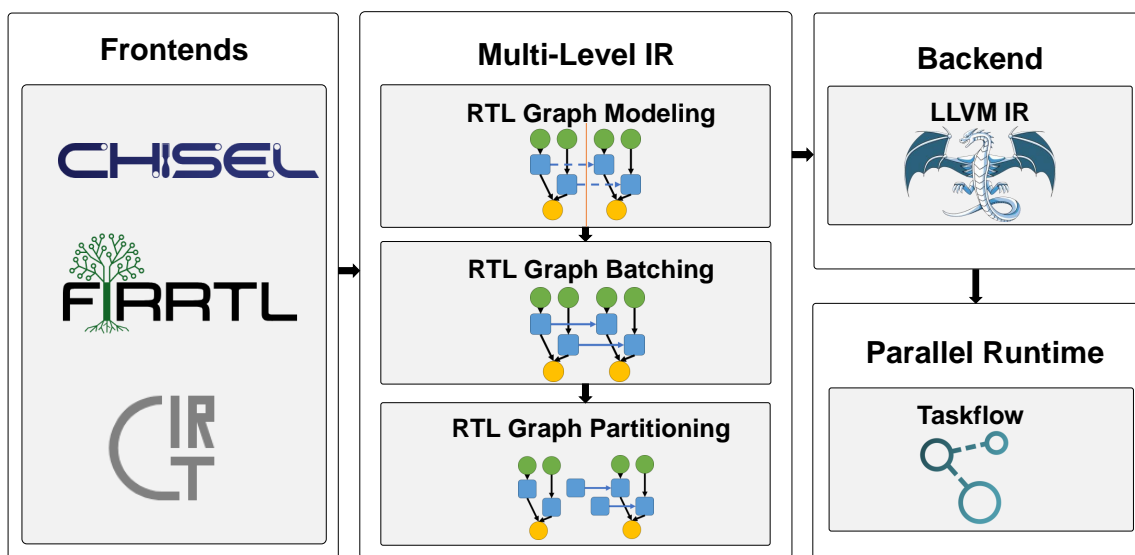 Frontends
CHISEL
FIRRTL
CIRCT
Multi-Level IR
RTL Graph Modeling
RTL Graph Batching
RTL Graph Partitioning
Backend
LLVM IR
Parallel Runtime
Taskflow